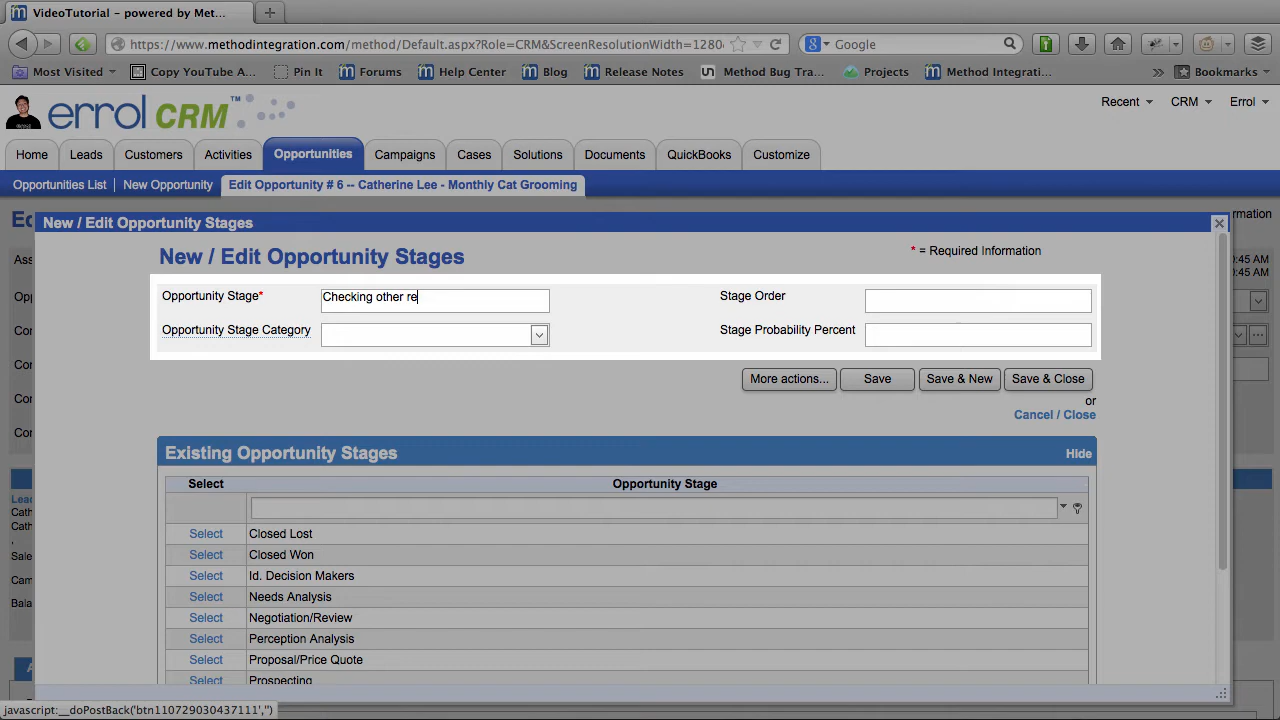 VideoTutorial - powered by Met...
https://www.methodintegration.com/method/Default.aspx?Role=CRM&ScreenResolutionWidth=1280
Google
Most Visited
Copy YouTube A...
Pin It
Forums
Help Center
Blog
Release Notes
Method Bug Tra...
Projects
Method Integrati...
Bookmarks
errol CRM™
Recent
CRM
Errol
Home
Leads
Customers
Activities
Opportunities
Campaigns
Cases
Solutions
Documents
QuickBooks
Customize
Opportunities List
New Opportunity
Edit Opportunity # 6 -- Catherine Lee - Monthly Cat Grooming
New / Edit Opportunity Stages
New / Edit Opportunity Stages
* = Required Information
Opportunity Stage*
Checking other re
Stage Order
Opportunity Stage Category
Stage Probability Percent
More actions...
Save
Save & New
Save & Close
or
Cancel / Close
Existing Opportunity Stages
Hide
Select
Opportunity Stage
Select Closed Lost
Select Closed Won
Select Id. Decision Makers
Select Needs Analysis
Select Negotiation/Review
Select Perception Analysis
Select Proposal/Price Quote
Select Prospecting
javascript:__doPostBack('btn110729030437111','')